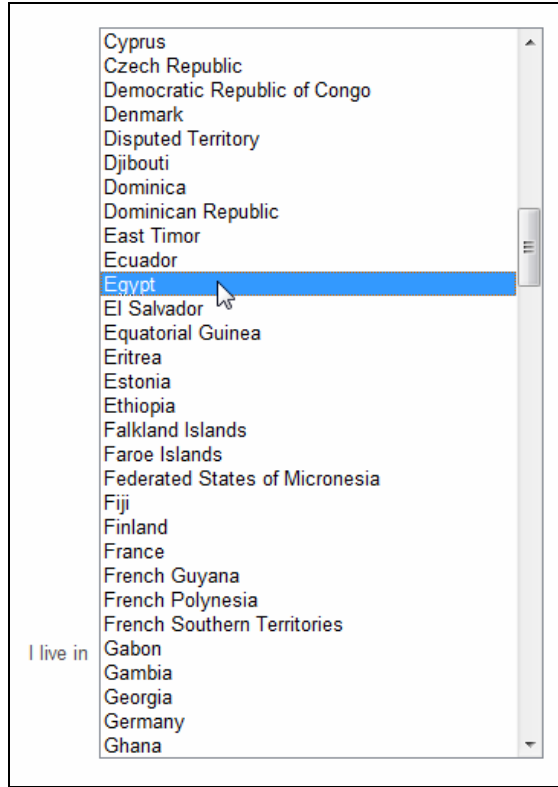 Cyprus
Czech Republic
Democratic Republic of Congo
Denmark
Disputed Territory
Djibouti
Dominica
Dominican Republic
East Timor
Ecuador
Egypt
El Salvador
Equatorial Guinea
Eritrea
Estonia
Ethiopia
Falkland Islands
Faroe Islands
Federated States of Micronesia
Fiji
Finland
France
French Guyana
French Polynesia
French Southern Territories
I live in Gabon
Gambia
Georgia
Germany
Ghana